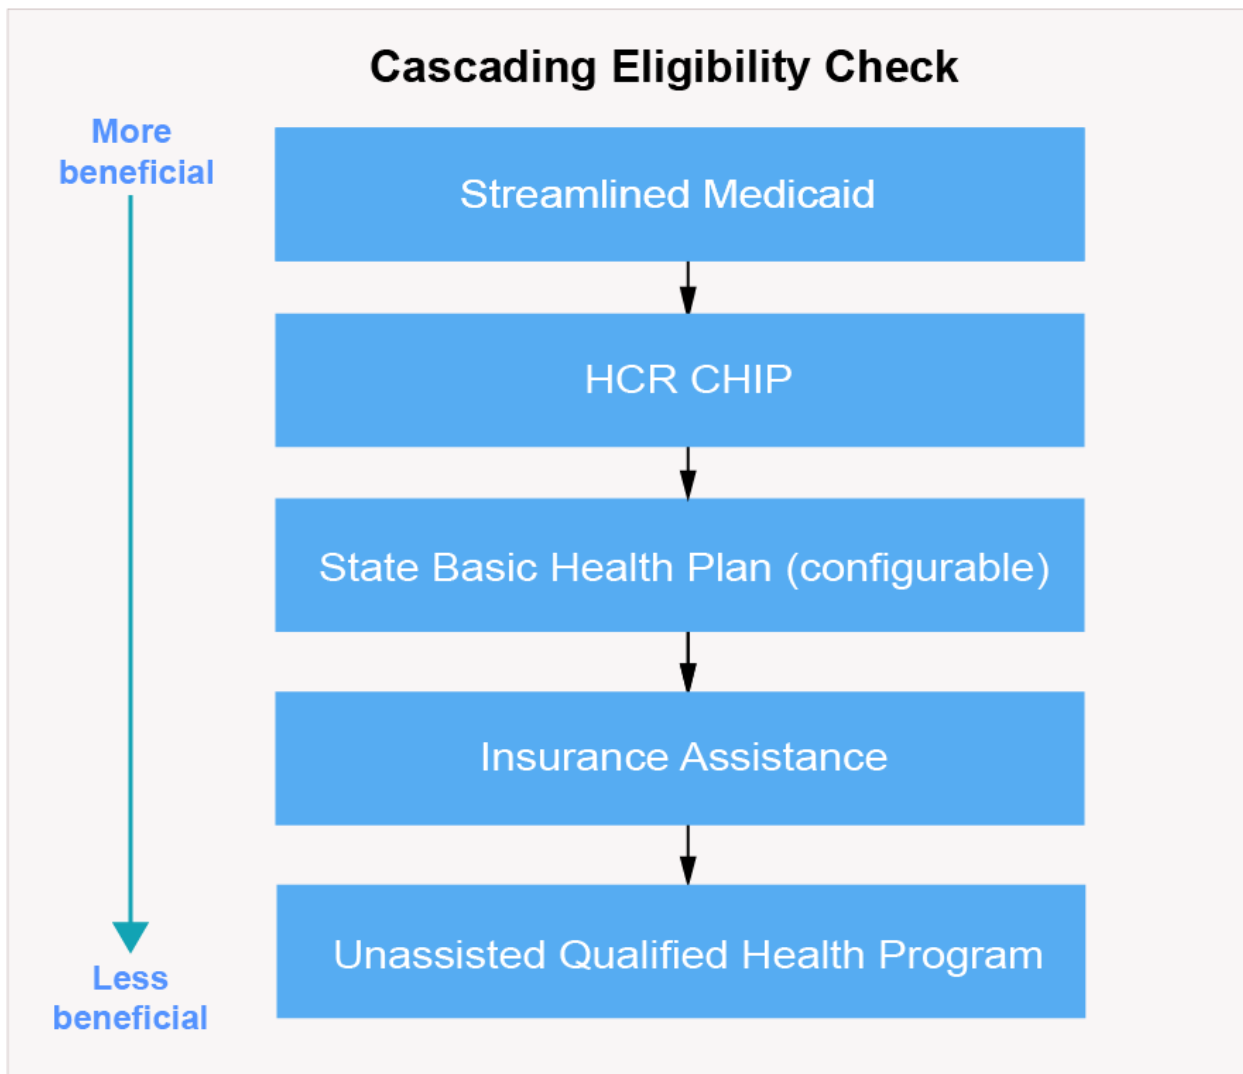 Cascading Eligibility Check
More
beneficial
Streamlined Medicaid
HCR CHIP
State Basic Health Plan (configurable)
Insurance Assistance
Unassisted Qualified Health Program
Less
beneficial